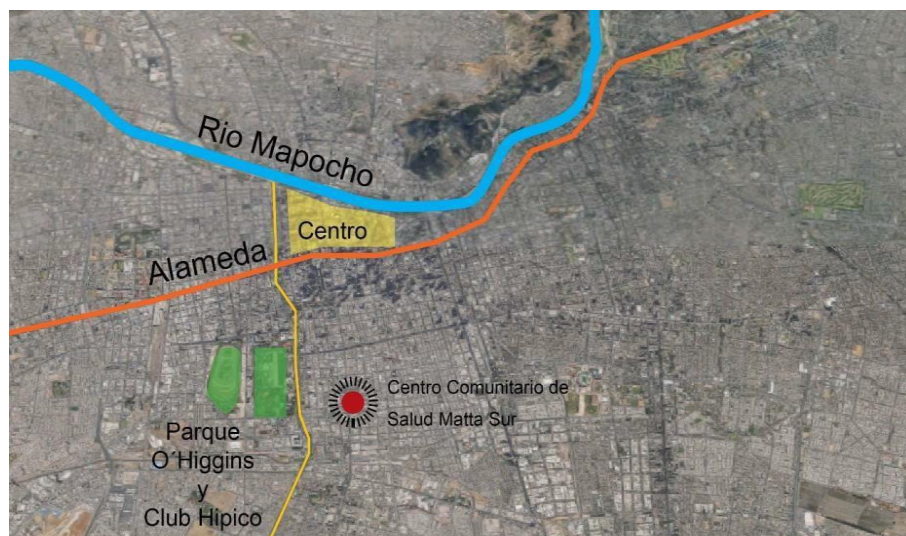 Rio Mapocho
Centro
Alameda
Centro Comunitario de
Salud Matta Sur
Parque
O´Higgins
y
Club Hipico